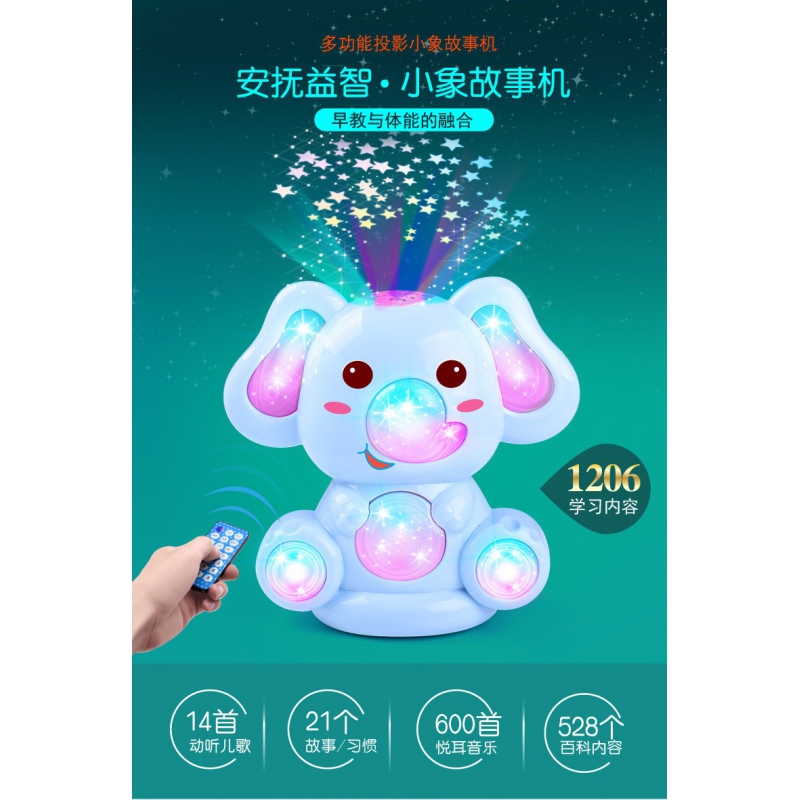 多功能投影小象故事机
安抚益智·小象故事机
早教与体能的融合
1206
学习内容
14首
动听儿歌
21个
故事/习惯
600首
悦耳音乐
528个
百科内容